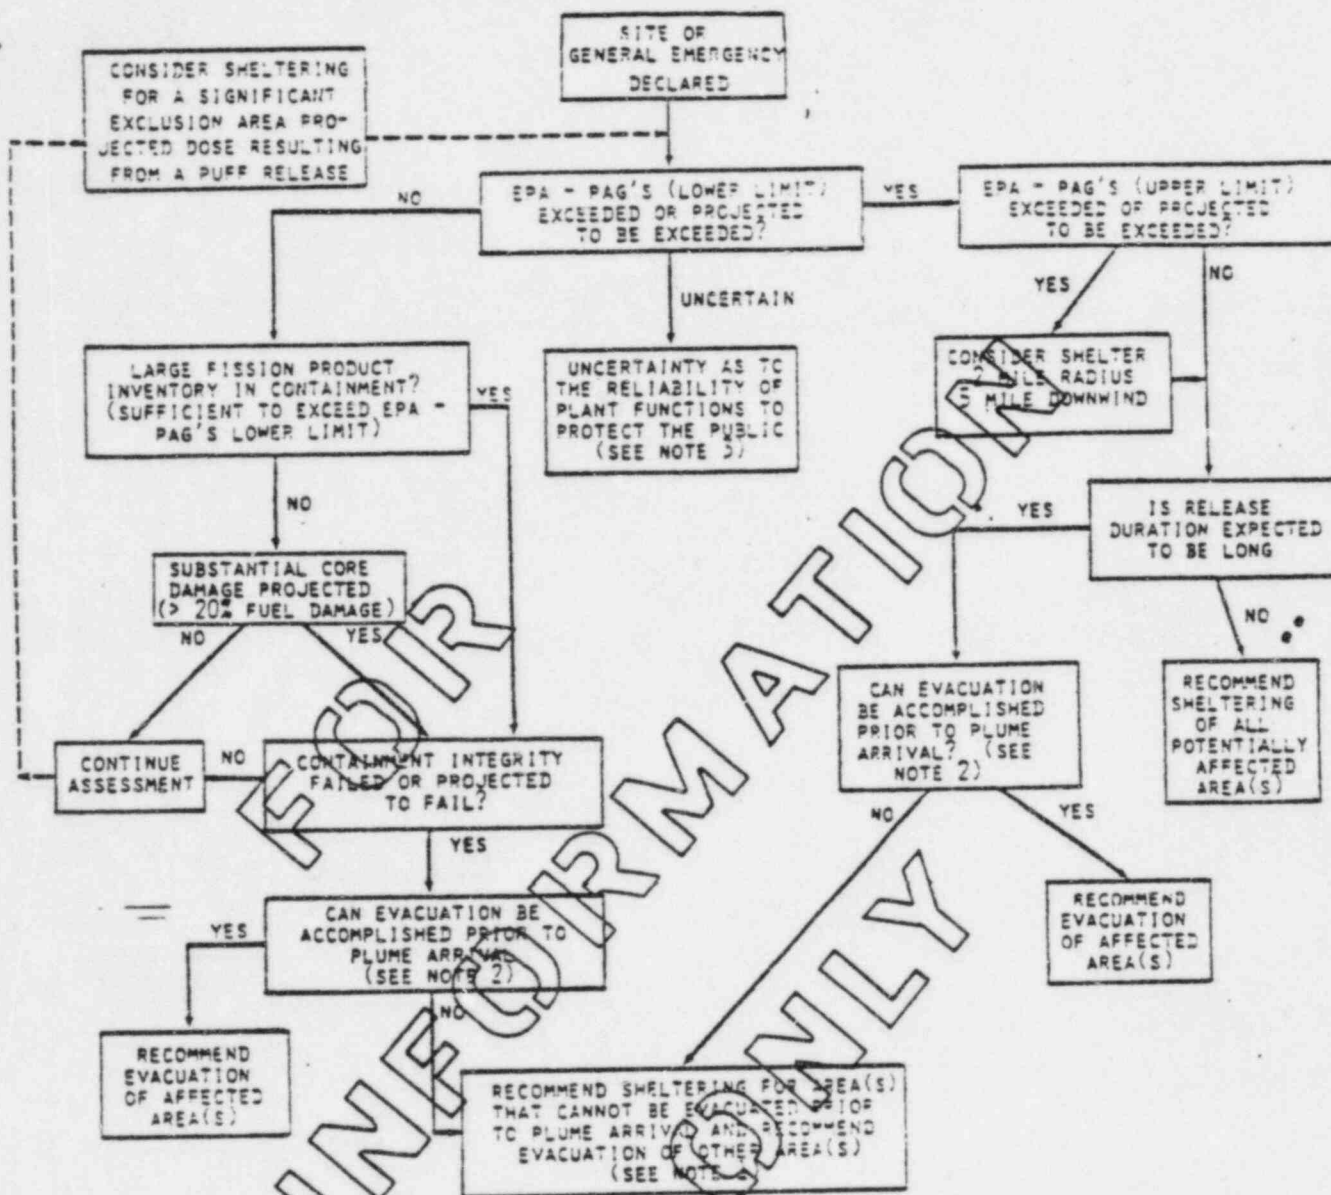 SITE OR
GENERAL EMERGENCY
DECLARED
CONSIDER SHELTERING
FOR A SIGNIFICANT
EXCLUSION AREA PRO-
JECTED DOSE RESULTING
FROM A PUFF RELEASE
NO
EPA - PAG'S (LOWER LIMIT)
EXCEEDED OR PROJECTED
TO BE EXCEEDED?
YES
EPA - PAG'S (UPPER LIMIT)
EXCEEDED OR PROJECTED
TO BE EXCEEDED?
UNCERTAIN
YES
NO
LARGE FISSION PRODUCT
INVENTORY IN CONTAINMENT?
(SUFFICIENT TO EXCEED EPA -
PAG'S LOWER LIMIT)
YES
UNCERTAINTY AS TO
THE RELIABILITY OF
PLANT FUNCTIONS TO
PROTECT THE PUBLIC
(SEE NOTE 3)
CONSIDER SHELTER
2 MILE RADIUS
5 MILE DOWNWIND
NO
YES
IS RELEASE
DURATION EXPECTED
TO BE LONG
SUBSTANTIAL CORE
DAMAGE PROJECTED
(> 20% FUEL DAMAGE)
NO
YES
NO
CAN EVACUATION
BE ACCOMPLISHED
PRIOR TO PLUME
ARRIVAL? (SEE
NOTE 2)
RECOMMEND
SHELTERING
OF ALL
POTENTIALLY
AFFECTED
AREA(S)
CONTINUE
ASSESSMENT
NO
CONTAINMENT INTEGRITY
FAILED OR PROJECTED
TO FAIL?
NO
YES
YES
YES
CAN EVACUATION BE
ACCOMPLISHED PRIOR TO
PLUME ARRIVAL
(SEE NOTE 2)
RECOMMEND
EVACUATION
OF AFFECTED
AREA(S)
NO
RECOMMEND
EVACUATION
OF AFFECTED
AREA(S)
RECOMMEND SHELTERING FOR AREA(S)
THAT CANNOT BE EVACUATED PRIOR
TO PLUME ARRIVAL AND RECOMMEND
EVACUATION OF OTHER AREA(S)
(SEE NOTE
FOR
INFORMATION
ONLY